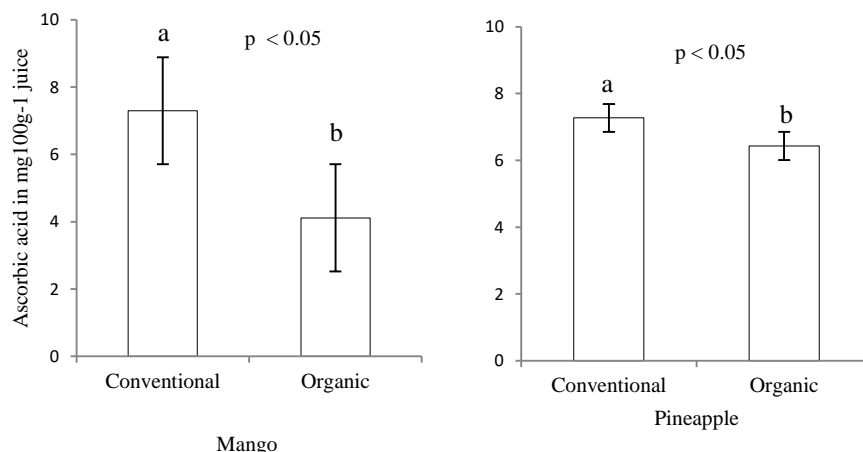 Ascorbic acid in mg100g-1 juice
10
8
6
4
2
0
a
p < 0.05
b
Conventional
Organic
Mango
10
8
6
4
2
0
p < 0.05
a
b
Conventional
Organic
Pineapple